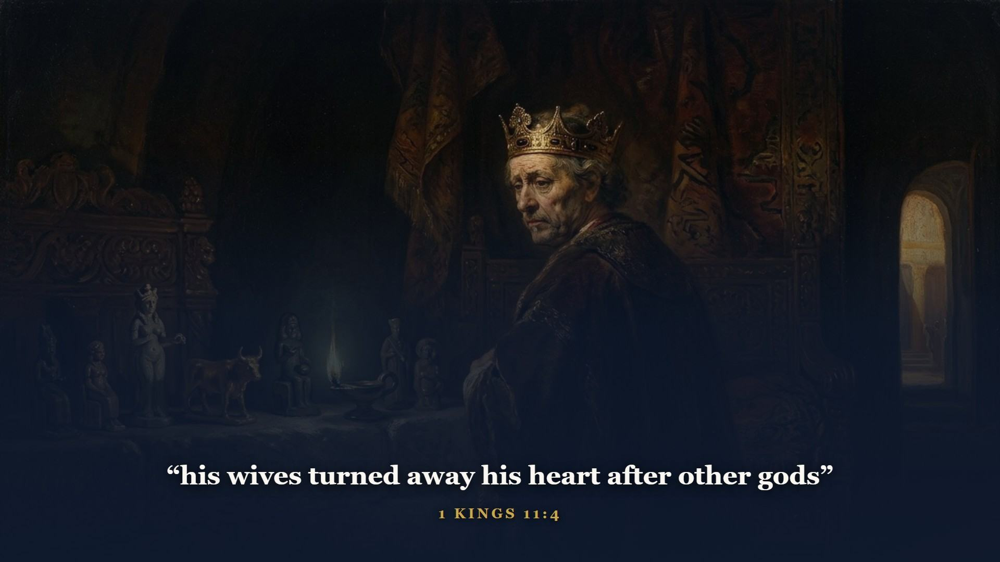 “his wives turned away his heart after other gods”
1 KINGS 11:4